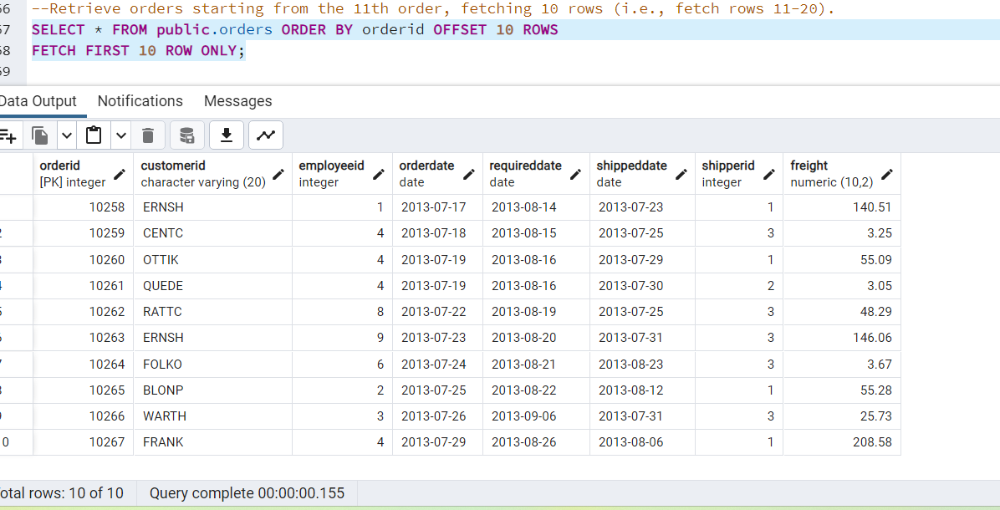 --Retrieve orders starting from the 11th order, fetching 10 rows (i.e., fetch rows 11-20).
SELECT * FROM public.orders ORDER BY orderid OFFSET 10 ROWS
FETCH FIRST 10 ROW ONLY;
Data Output Notifications Messages
orderid customerid employeeid orderdate requireddate shippeddate shipperid freight
[PK] integer character varying (20) integer date date date integer numeric (10,2)
10258 ERNSH 1 2013-07-17 2013-08-14 2013-07-23 1 140.51
10259 CENTC 4 2013-07-18 2013-08-15 2013-07-25 3 3.25
10260 OTTIK 4 2013-07-19 2013-08-16 2013-07-29 1 55.09
10261 QUEDE 4 2013-07-19 2013-08-16 2013-07-30 2 3.05
10262 RATTC 8 2013-07-22 2013-08-19 2013-07-25 3 48.29
10263 ERNSH 9 2013-07-23 2013-08-20 2013-07-31 3 146.06
10264 FOLKO 6 2013-07-24 2013-08-21 2013-08-23 3 3.67
10265 BLONP 2 2013-07-25 2013-08-22 2013-08-12 1 55.28
10266 WARTH 3 2013-07-26 2013-09-06 2013-07-31 3 25.73
0 10267 FRANK 4 2013-07-29 2013-08-26 2013-08-06 1 208.58
otal rows: 10 of 10 Query complete 00:00:00.155